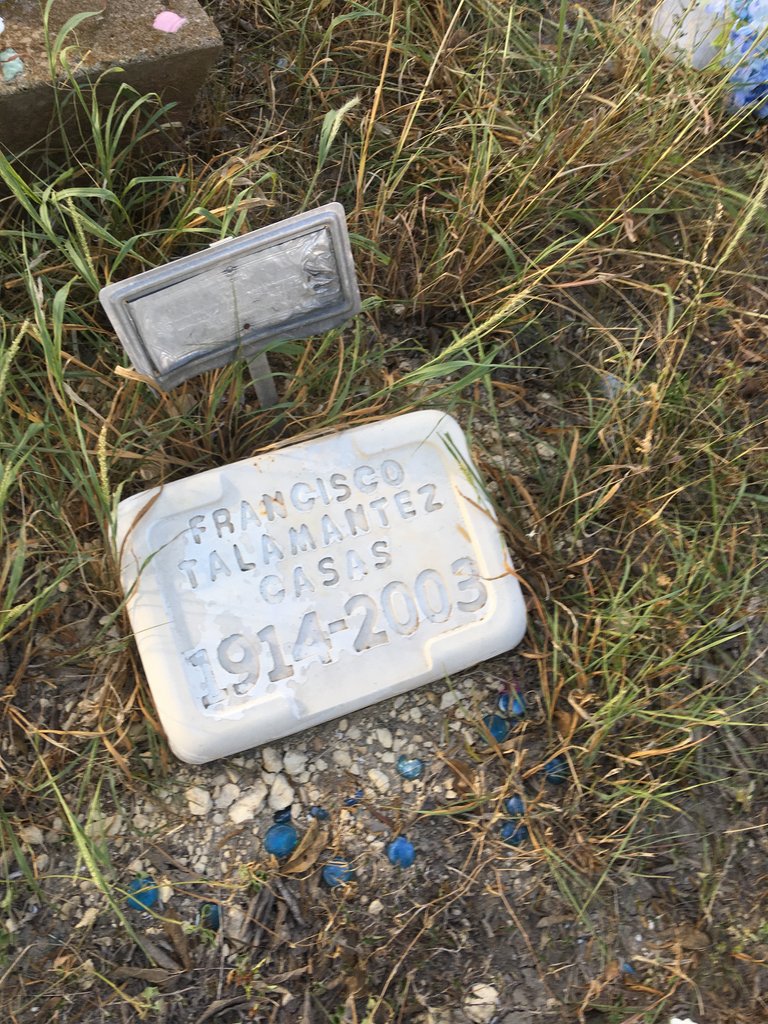 FRANCISCO
TALAMANTEZ
CASAS
1914-2003